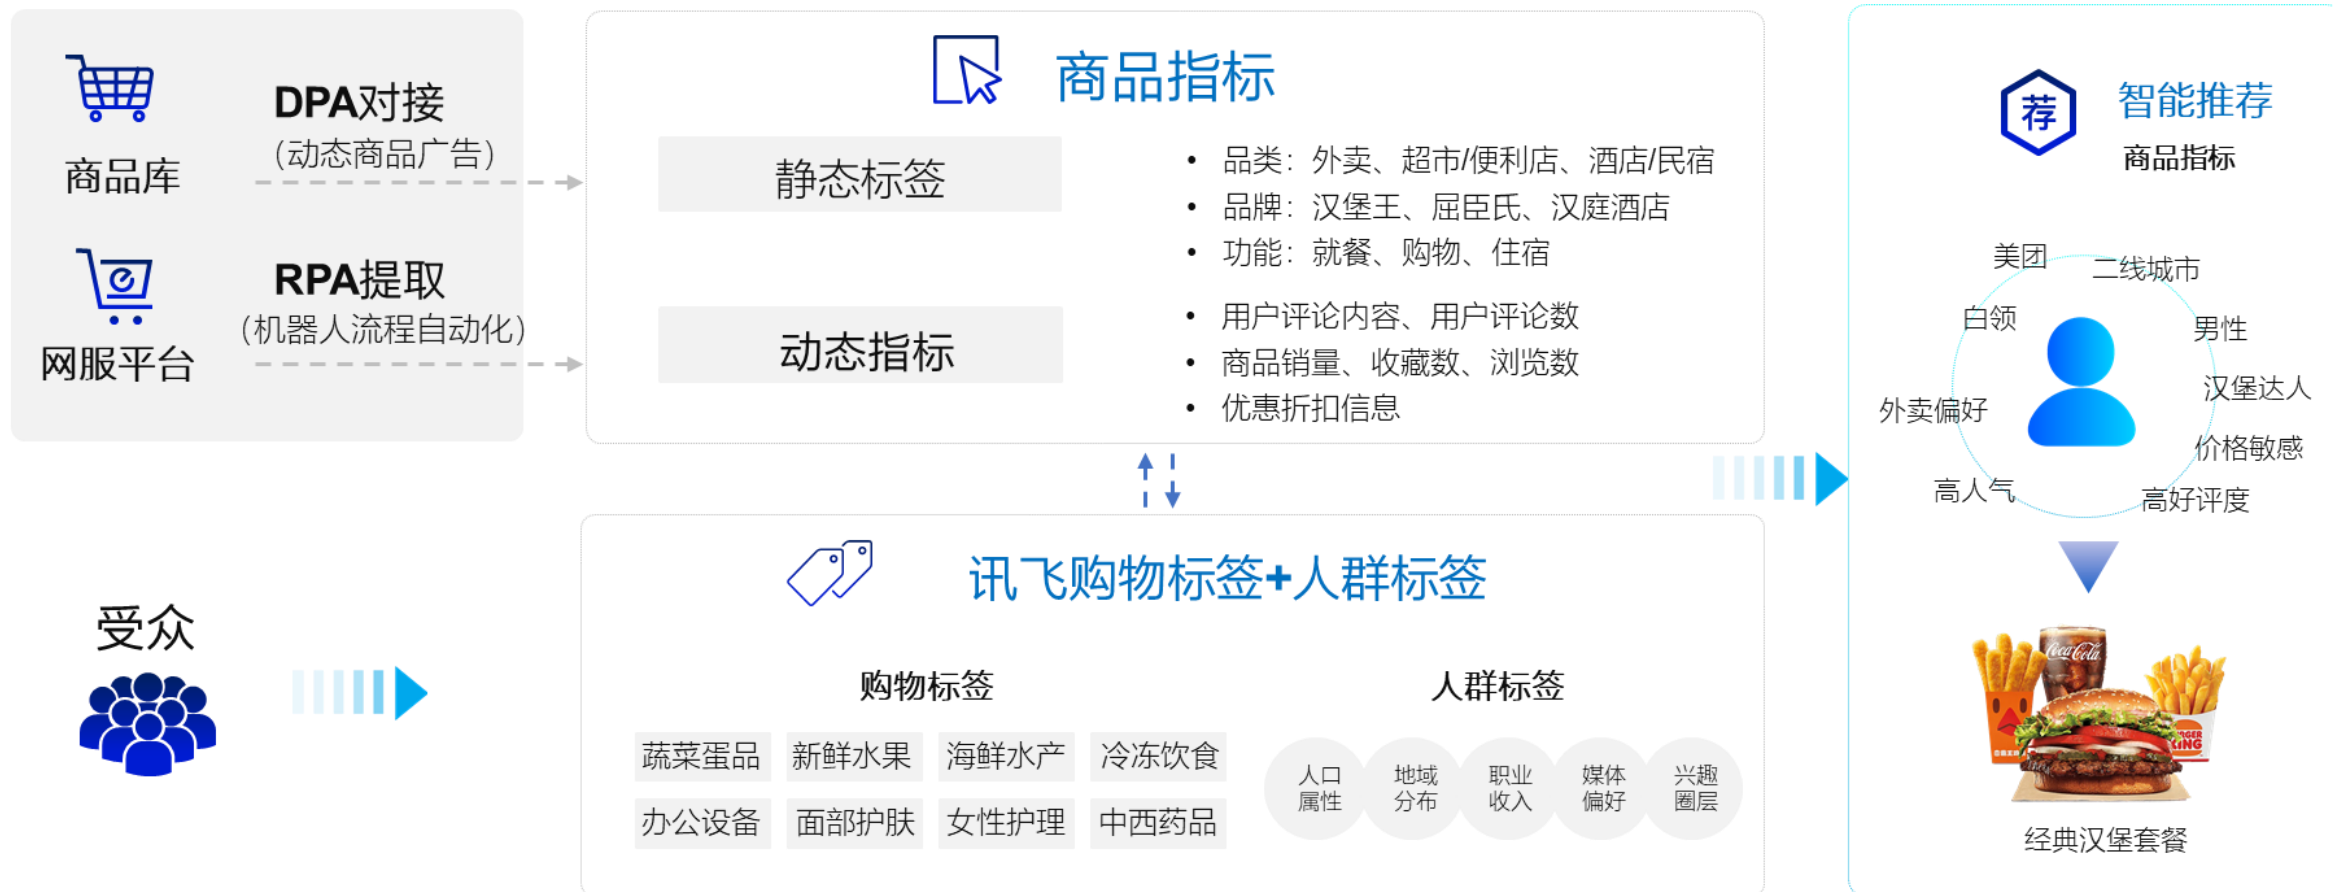 商品库
DPA对接
(动态商品广告)
网服平台
RPA提取
(机器人流程自动化)
商品指标
静态标签
• 品类：外卖、超市/便利店、酒店/民宿
• 品牌：汉堡王、屈臣氏、汉庭酒店
• 功能：就餐、购物、住宿
动态指标
• 用户评论内容、用户评论数
• 商品销量、收藏数、浏览数
• 优惠折扣信息
受众
讯飞购物标签+人群标签
购物标签
蔬菜蛋品
新鲜水果
海鲜水产
冷冻饮食
办公设备
面部护肤
女性护理
中西药品
人群标签
人口
属性
地域
分布
职业
收入
媒体
偏好
兴趣
圈层
荐
智能推荐
商品指标
美团
二线城市
白领
男性
汉堡达人
外卖偏好
价格敏感
高人气
高好评度
Coca-Cola
BURGER
KING
经典汉堡套餐